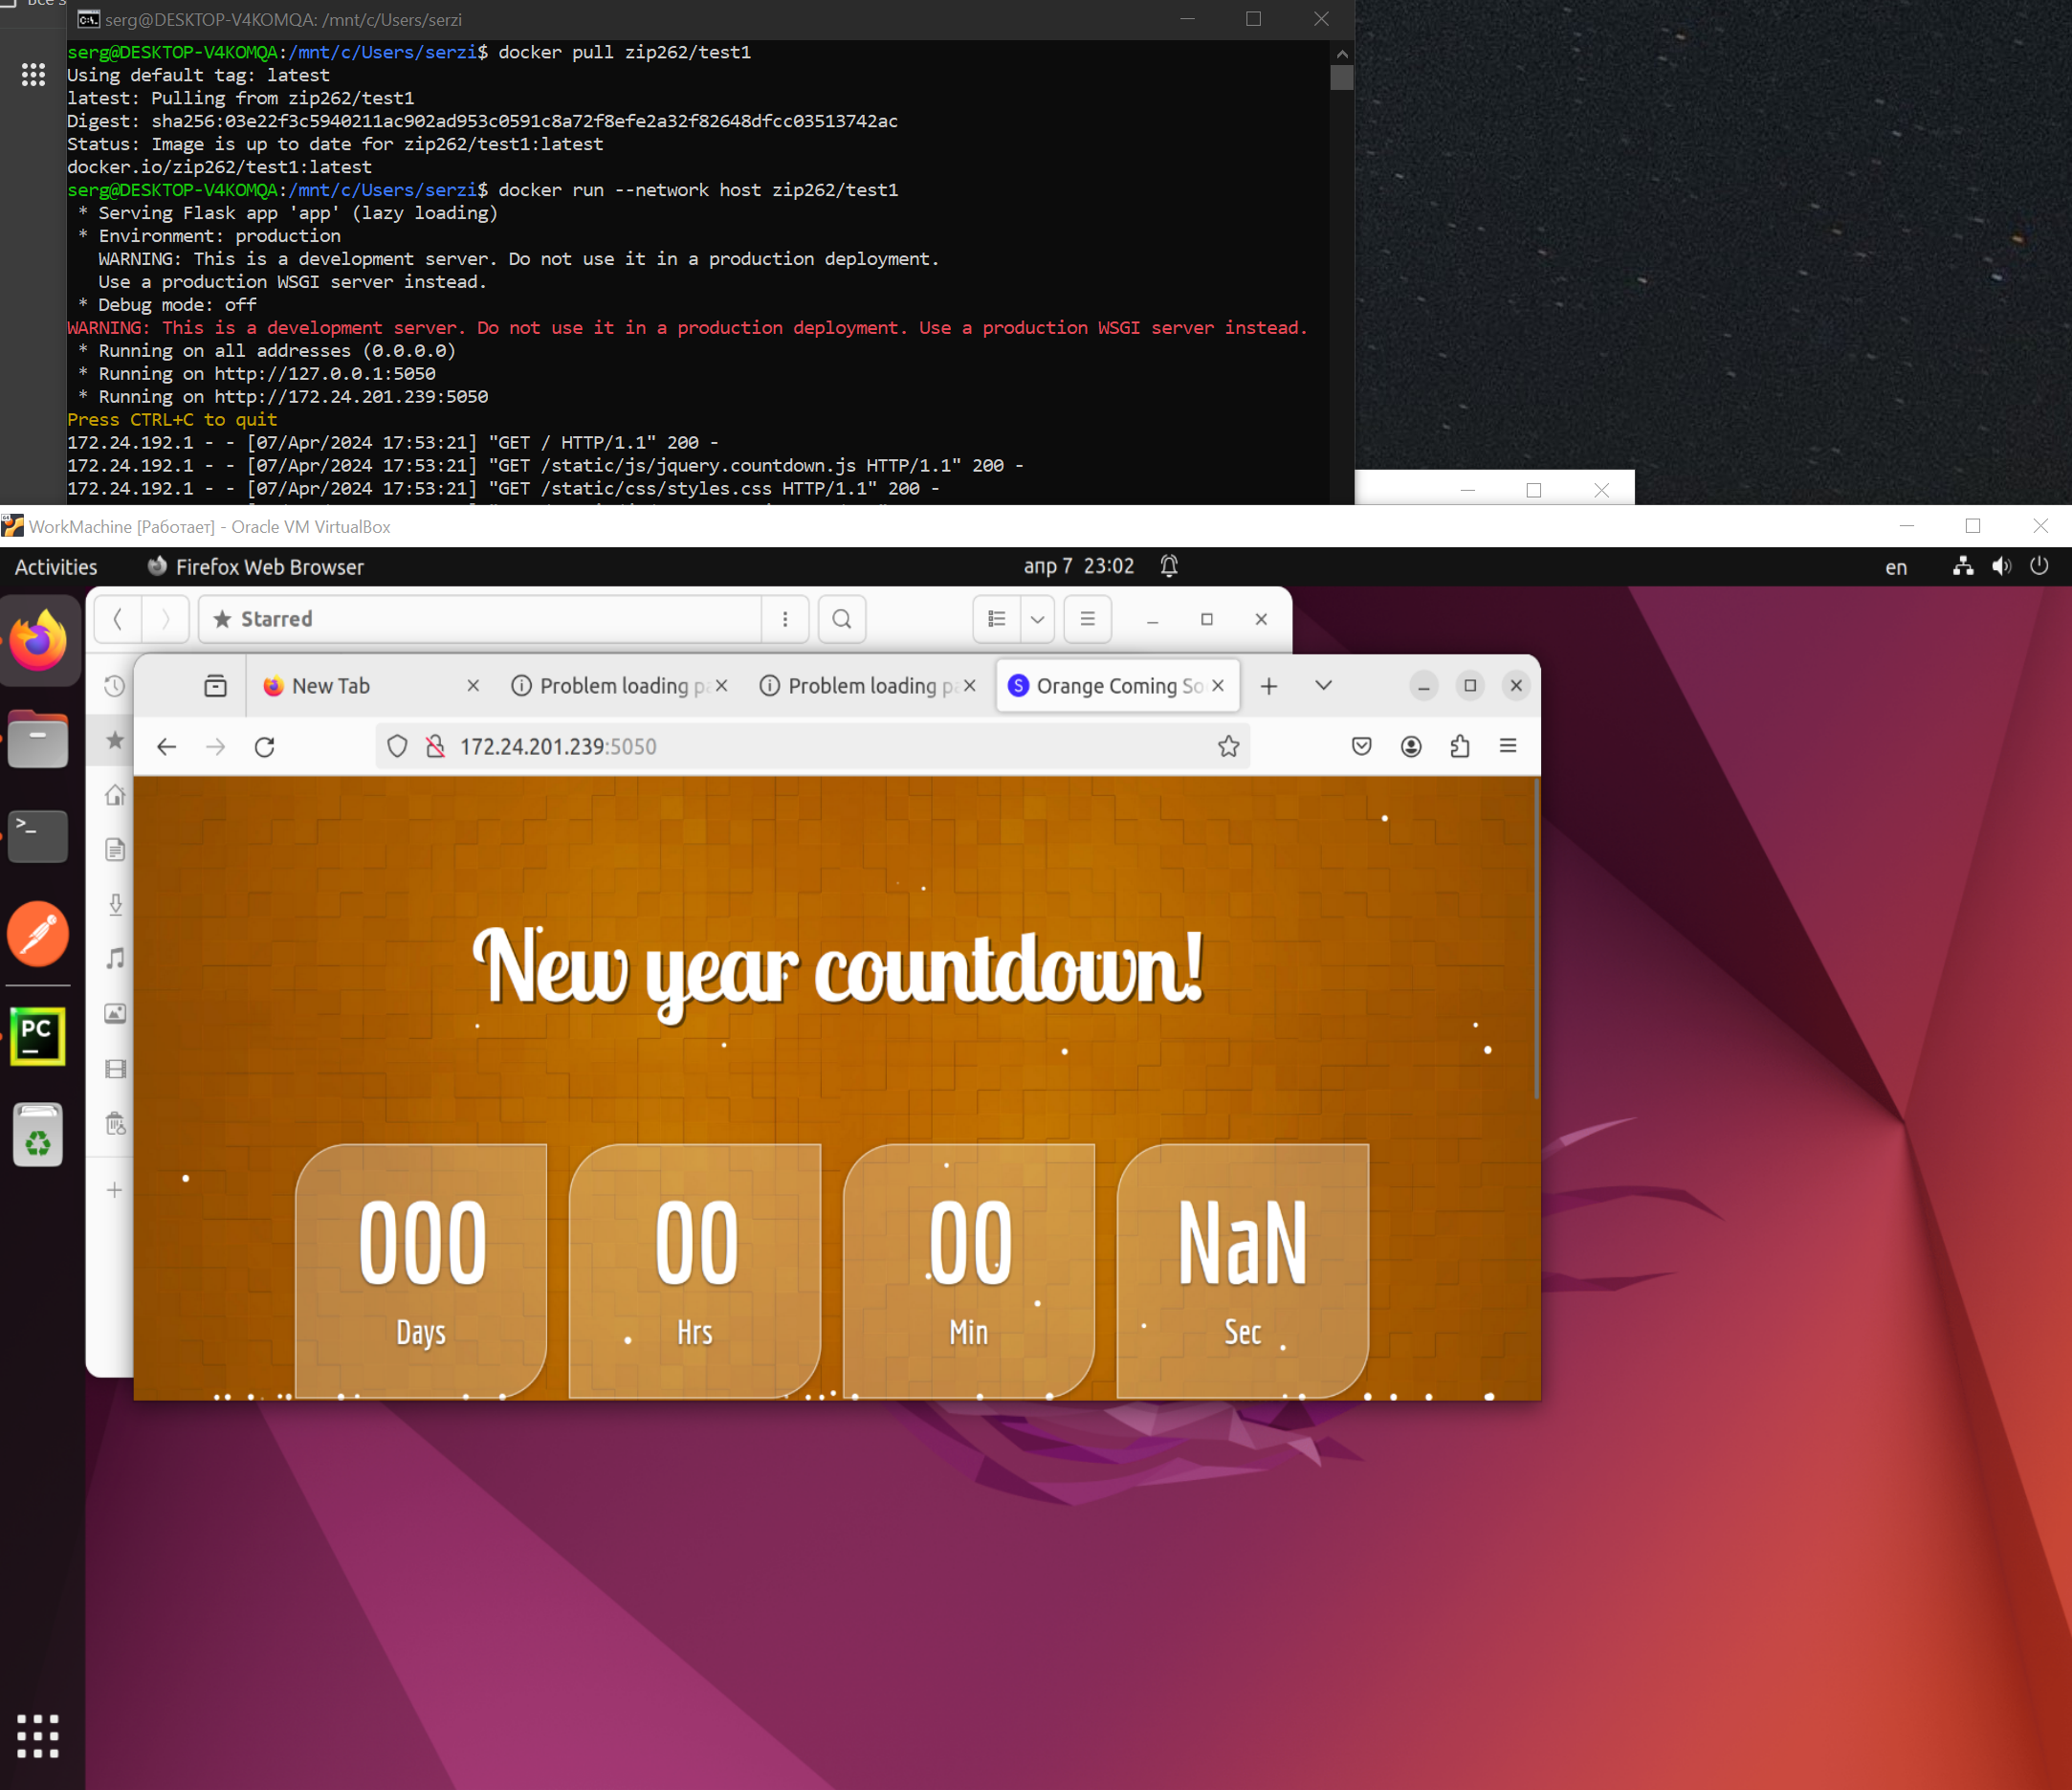 Все
serg@DESKTOP-V4KOMQA: /mnt/c/Users/serzi
serg@DESKTOP-V4KOMQA:/mnt/c/Users/serzi$ docker pull zip262/test1
Using default tag: latest
latest: Pulling from zip262/test1
Digest: sha256:03e22f3c5940211ac902ad953c0591c8a72f8efe2a32f82648dfcc03513742ac
Status: Image is up to date for zip262/test1:latest
docker.io/zip262/test1:latest
serg@DESKTOP-V4KOMQA:/mnt/c/Users/serzi$ docker run --network host zip262/test1
* Serving Flask app 'app' (lazy loading)
* Environment: production
WARNING: This is a development server. Do not use it in a production deployment.
Use a production WSGI server instead.
* Debug mode: off
WARNING: This is a development server. Do not use it in a production deployment. Use a production WSGI server instead.
* Running on all addresses (0.0.0.0)
* Running on http://127.0.0.1:5050
* Running on http://172.24.201.239:5050
Press CTRL+C to quit
172.24.192.1 - - [07/Apr/2024 17:53:21] "GET / HTTP/1.1" 200 -
172.24.192.1 - - [07/Apr/2024 17:53:21] "GET /static/js/jquery.countdown.js HTTP/1.1" 200 -
172.24.192.1 - - [07/Apr/2024 17:53:21] "GET /static/css/styles.css HTTP/1.1" 200 -
WorkMachine [Работает] - Oracle VM VirtualBox
Activities Firefox Web Browser апр 7 23:02 en
Starred
New Tab Problem loading pa Problem loading pa S Orange Coming So
172.24.201.239:5050
New year countdown!
000 00 00 NaN
Days Hrs Min Sec
>_
PC